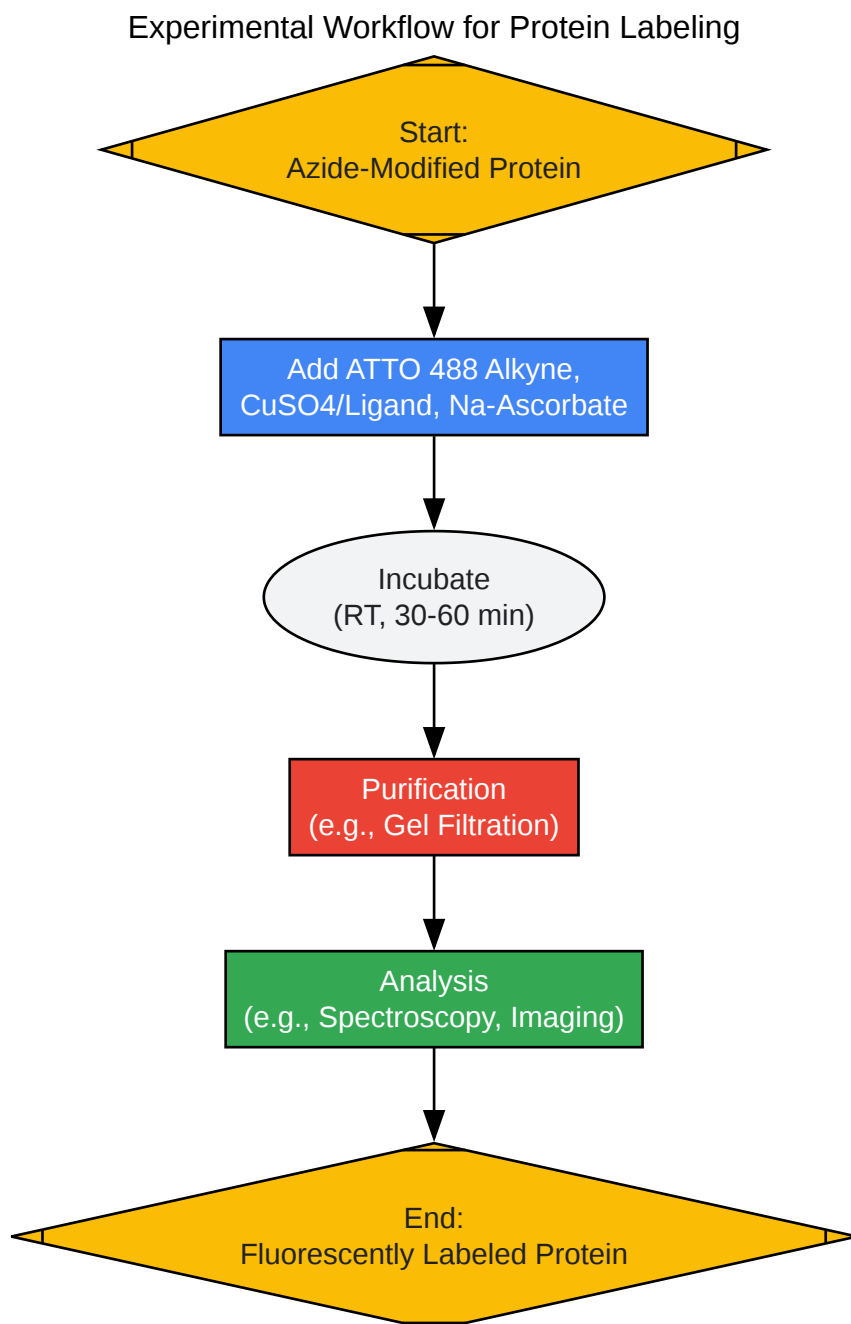 Experimental Workflow for Protein Labeling
Start:
Azide-Modified Protein
Add ATTO 488 Alkyne,
CuSO4/Ligand, Na-Ascorbate
Incubate
(RT, 30-60 min)
Purification
(e.g., Gel Filtration)
Analysis
(e.g., Spectroscopy, Imaging)
End:
Fluorescently Labeled Protein